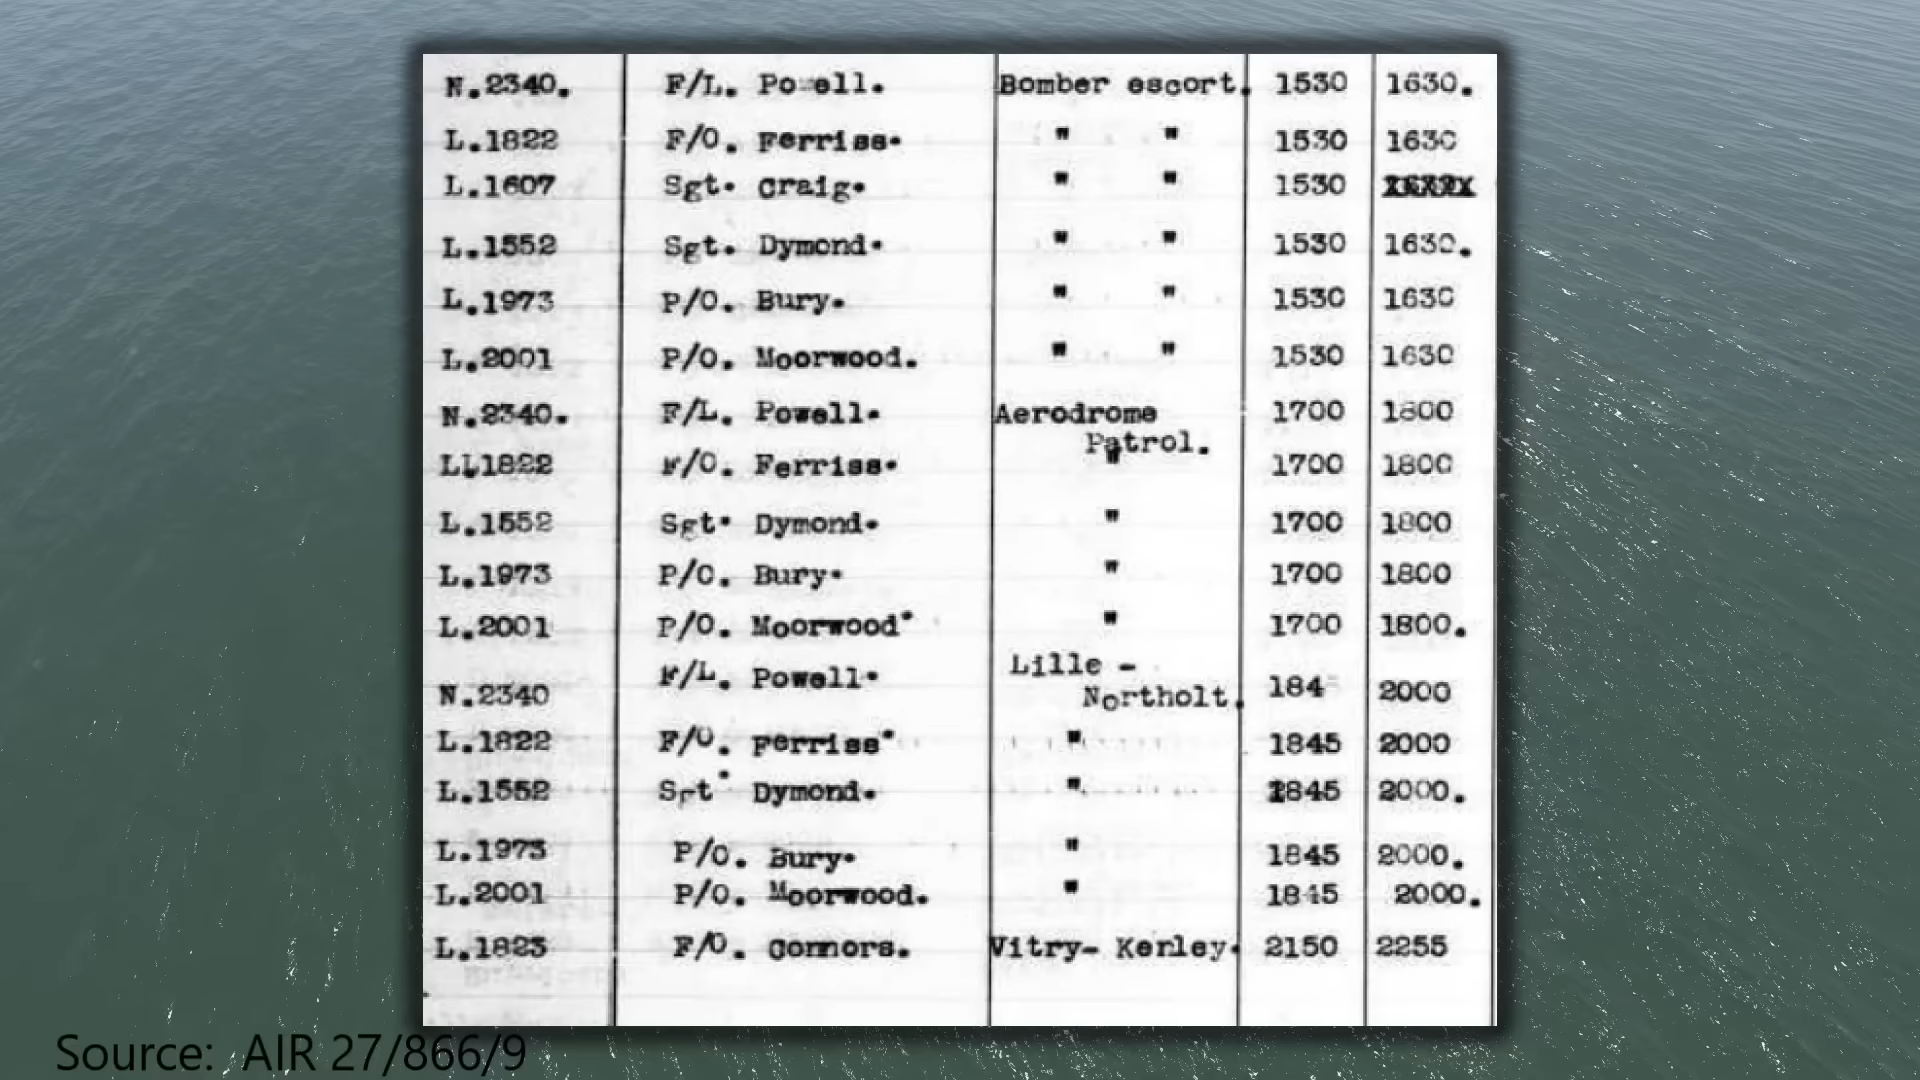 N.2340. F/L. Powell. Bomber escort. 1530 1630.
L.1822 F/O. Ferriss. " " 1530 1630
L.1607 Sgt. Craig. " " 1530
L.1552 Sgt. Dymond. " " 1530 1630.
L.1973 P/O. Bury. " " 1530 1630
L.2001 P/O. Moorwood. " " 1530 1630
N.2340. F/L. Powell. Aerodrome 1700 1800
Patrol.
LL1822 F/O. Ferriss. " 1700 1800
L.1552 Sgt. Dymond. " 1700 1800
L.1973 P/O. Bury. " 1700 1800
L.2001 P/O. Moorwood. " 1700 1800.
Lille -
N.2340 F/L. Powell. Northolt. 184 2000
L.1822 F/O. Ferriss. " 1845 2000
L.1552 Sgt. Dymond. " 1845 2000.
L.1973 P/O. Bury. " 1845 2000.
L.2001 P/O. Moorwood. " 1845 2000.
L.1823 F/O. Gonnors. Vitry- Kenley. 2150 2255
Source: AIR 27/866/9